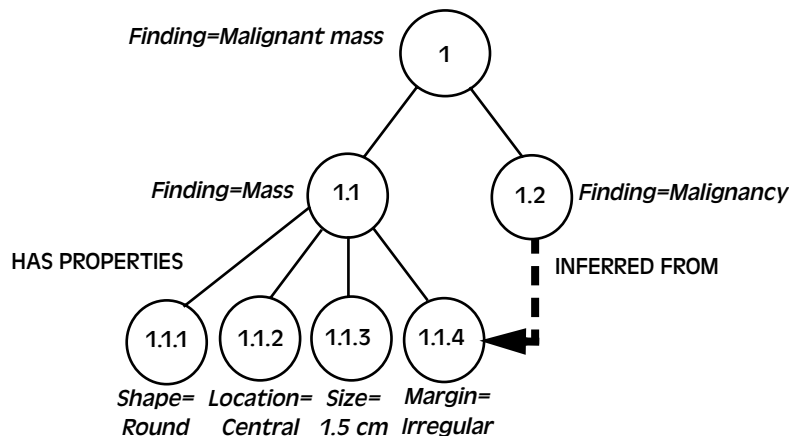 Finding=Malignant mass
1
Finding=Mass
1.1
1.2
Finding=Malignancy
HAS PROPERTIES
INFERRED FROM
1.1.1
1.1.2
1.1.3
1.1.4
Shape=
Round
Location=
Central
Size=
1.5 cm
Margin=
Irregular